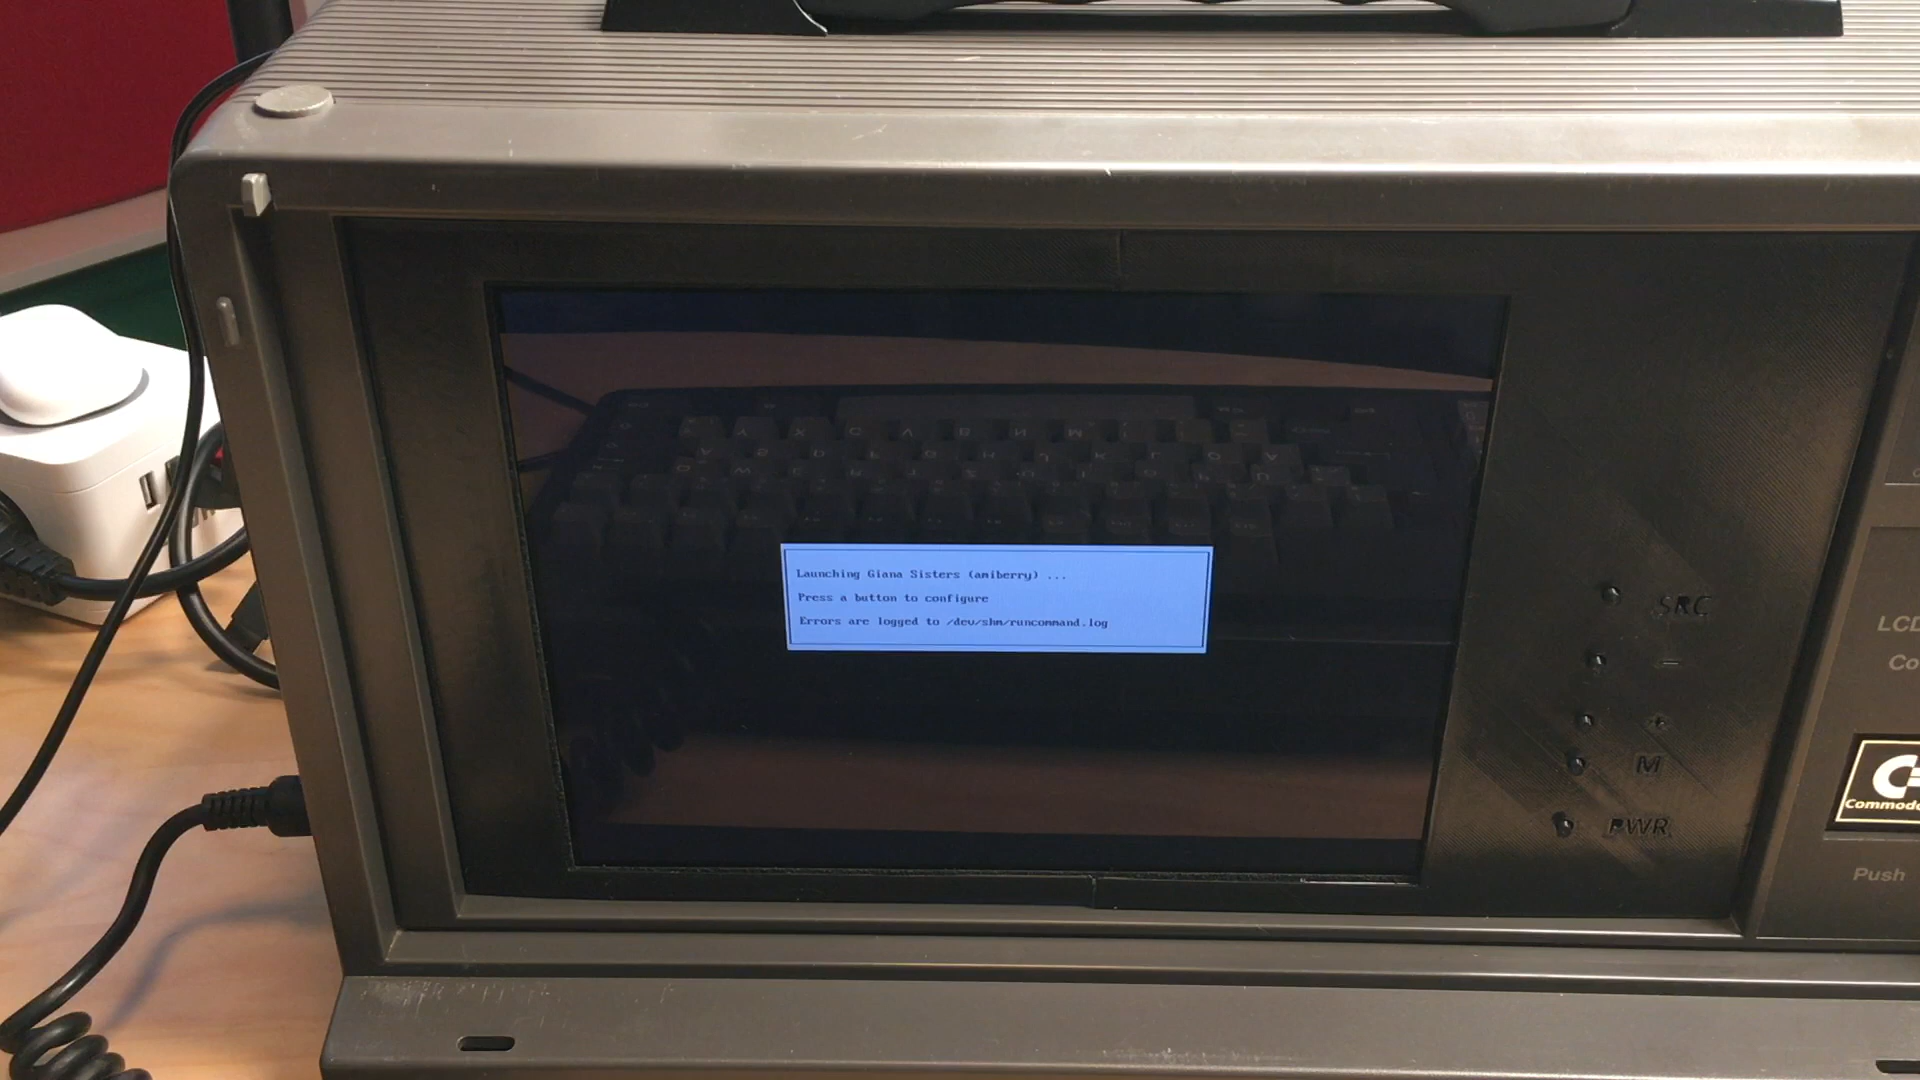 Launching Giana Sisters (amiberry) ...
Press a button to configure
Errors are logged to /dev/shm/runcommand.log
SRC
−
+
M
PWR
LCD
Co
C=
Commodo
Push